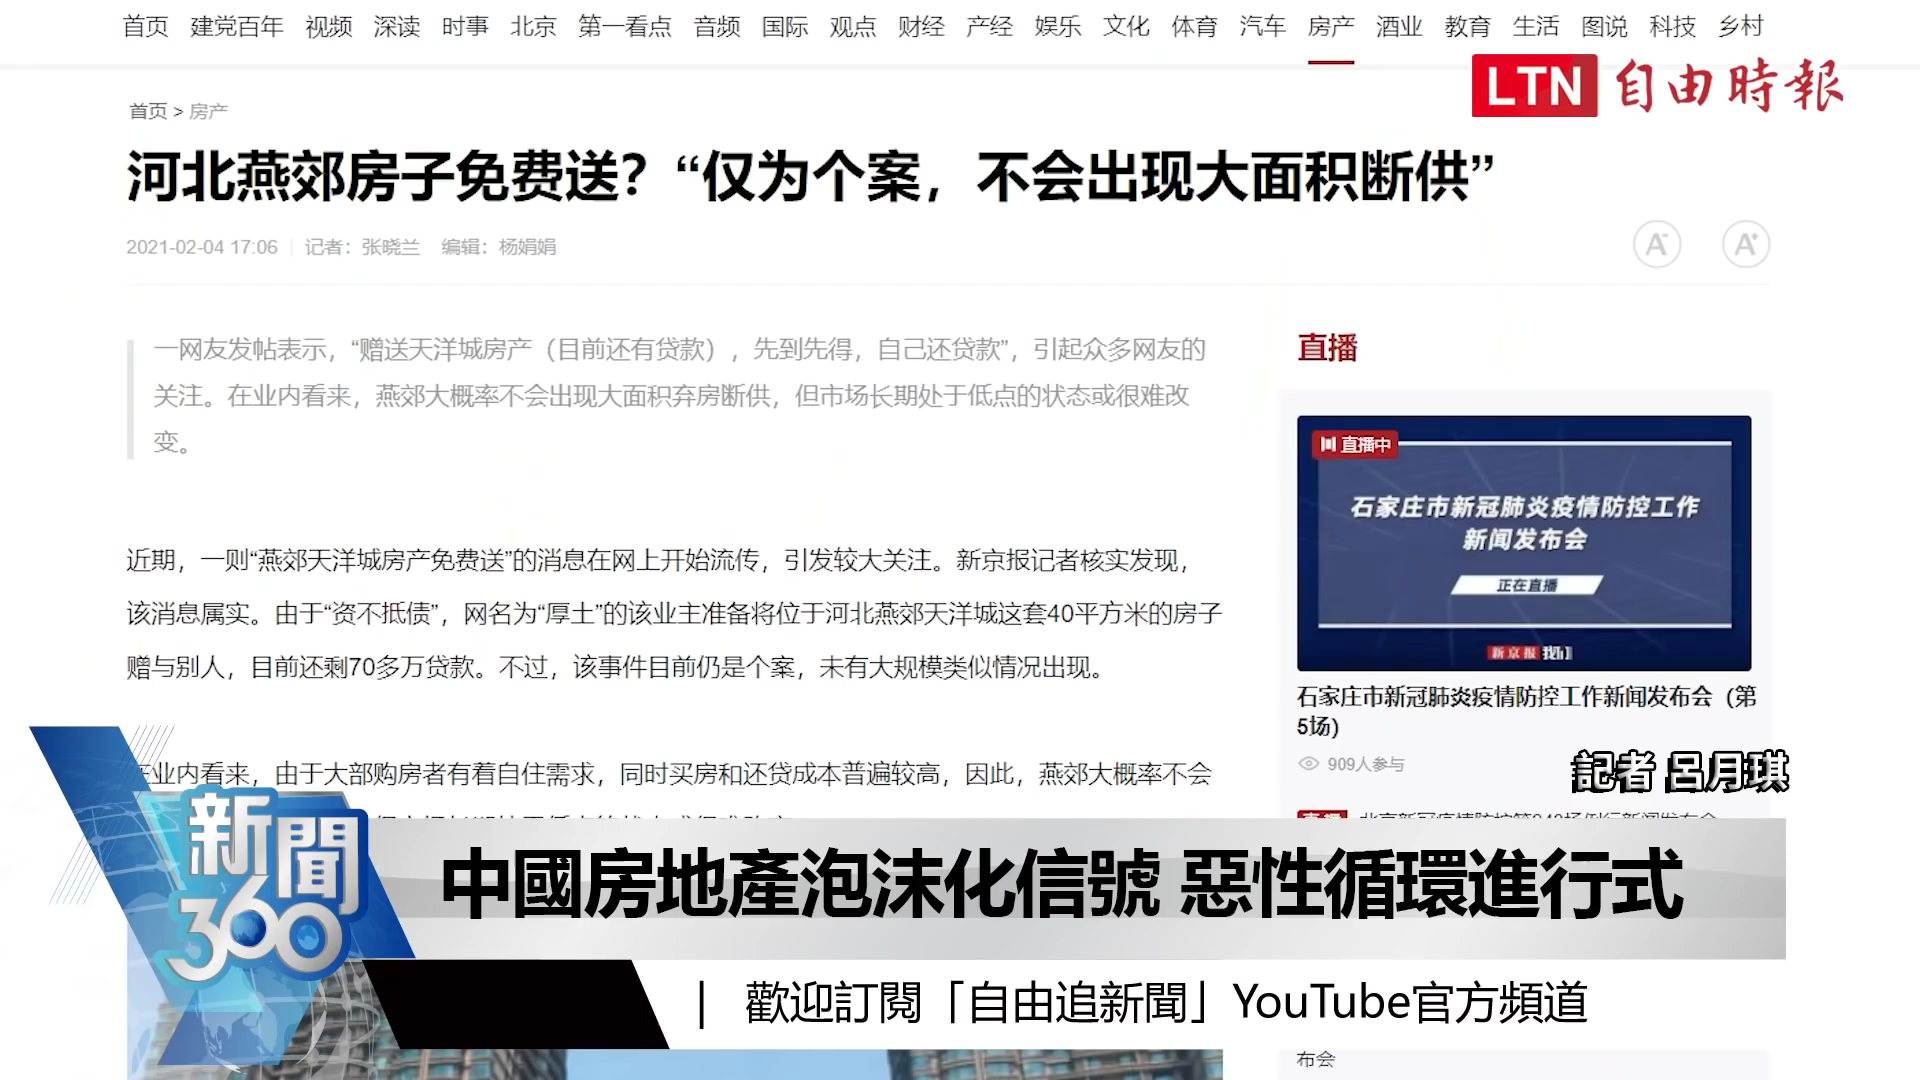 首页 建党百年 视频 深读 时事 北京 第一看点 音频 国际 观点 财经 产经 娱乐 文化 体育 汽车 房产 酒业 教育 生活 图说 科技 乡村
LTN 自由時報
首页 > 房产
河北燕郊房子免费送？“仅为个案，不会出现大面积断供”
2021-02-04 17:06 记者：张晓兰 编辑：杨娟娟
A- A+
一网友发帖表示，“赠送天洋城房产（目前还有贷款），先到先得，自己还贷款”，引起众多网友的
关注。在业内看来，燕郊大概率不会出现大面积弃房断供，但市场长期处于低点的状态或很难改
变。
近期，一则“燕郊天洋城房产免费送”的消息在网上开始流传，引发较大关注。新京报记者核实发现，
该消息属实。由于“资不抵债”，网名为“厚土”的该业主准备将位于河北燕郊天洋城这套40平方米的房子
赠与别人，目前还剩70多万贷款。不过，该事件目前仍是个案，未有大规模类似情况出现。
在业内看来，由于大部购房者有着自住需求，同时买房和还贷成本普遍较高，因此，燕郊大概率不会
直播
直播中
石家庄市新冠肺炎疫情防控工作
新闻发布会
正在直播
新京报 我们
石家庄市新冠肺炎疫情防控工作新闻发布会（第
5场）
909人参与
記者 呂月琪
新聞
360
中國房地產泡沫化信號 惡性循環進行式
| 歡迎訂閱「自由追新聞」YouTube官方頻道
布会